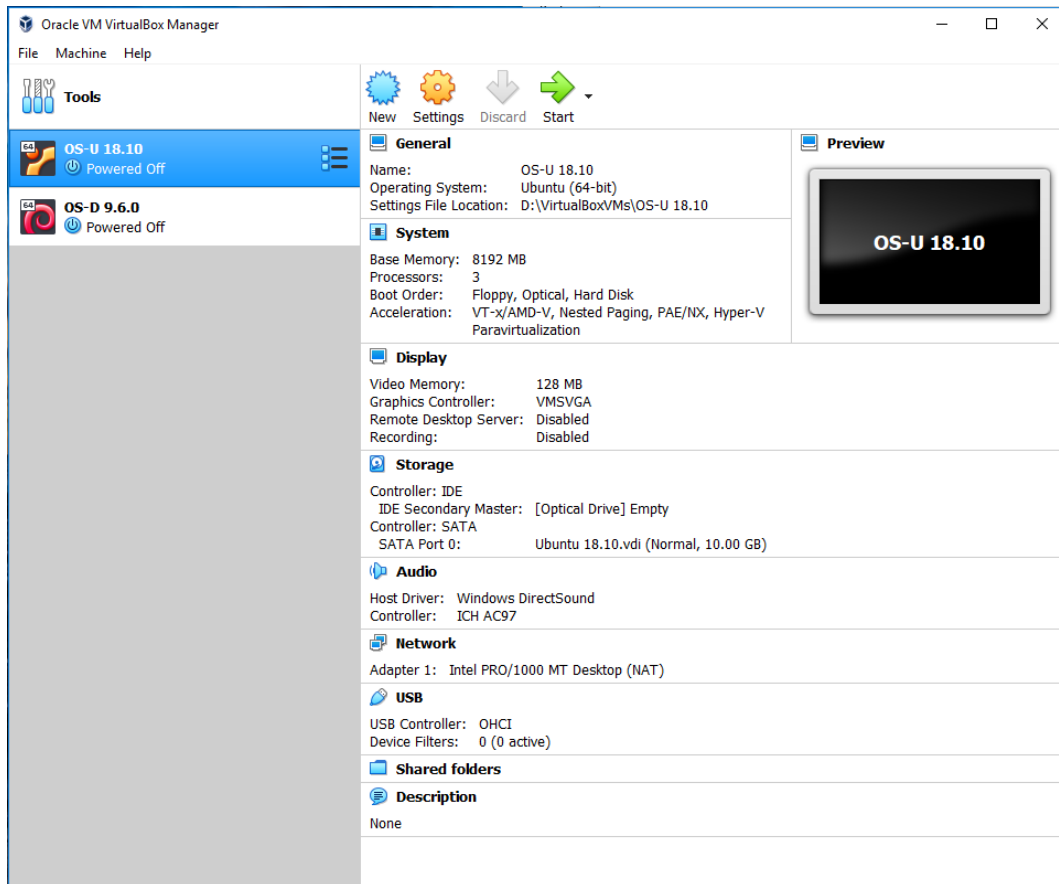 Oracle VM VirtualBox Manager
File Machine Help
Tools
New Settings Discard Start
64
OS-U 18.10
Powered Off
64
OS-D 9.6.0
Powered Off
General
Name: OS-U 18.10
Operating System: Ubuntu (64-bit)
Settings File Location: D:\VirtualBoxVMs\OS-U 18.10
Preview
OS-U 18.10
System
Base Memory: 8192 MB
Processors: 3
Boot Order: Floppy, Optical, Hard Disk
Acceleration: VT-x/AMD-V, Nested Paging, PAE/NX, Hyper-V
Paravirtualization
Display
Video Memory: 128 MB
Graphics Controller: VMSVGA
Remote Desktop Server: Disabled
Recording: Disabled
Storage
Controller: IDE
IDE Secondary Master: [Optical Drive] Empty
Controller: SATA
SATA Port 0: Ubuntu 18.10.vdi (Normal, 10.00 GB)
Audio
Host Driver: Windows DirectSound
Controller: ICH AC97
Network
Adapter 1: Intel PRO/1000 MT Desktop (NAT)
USB
USB Controller: OHCI
Device Filters: 0 (0 active)
Shared folders
Description
None